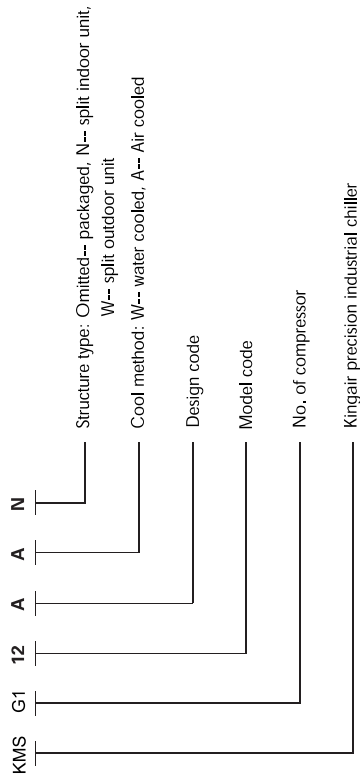 KMS G1 12 A A N
Structure type: Omitted-- packaged, N-- split indoor unit,
W-- split outdoor unit
Cool method: W-- water cooled, A-- Air cooled
Design code
Model code
No. of compressor
Kingair precision industrial chiller